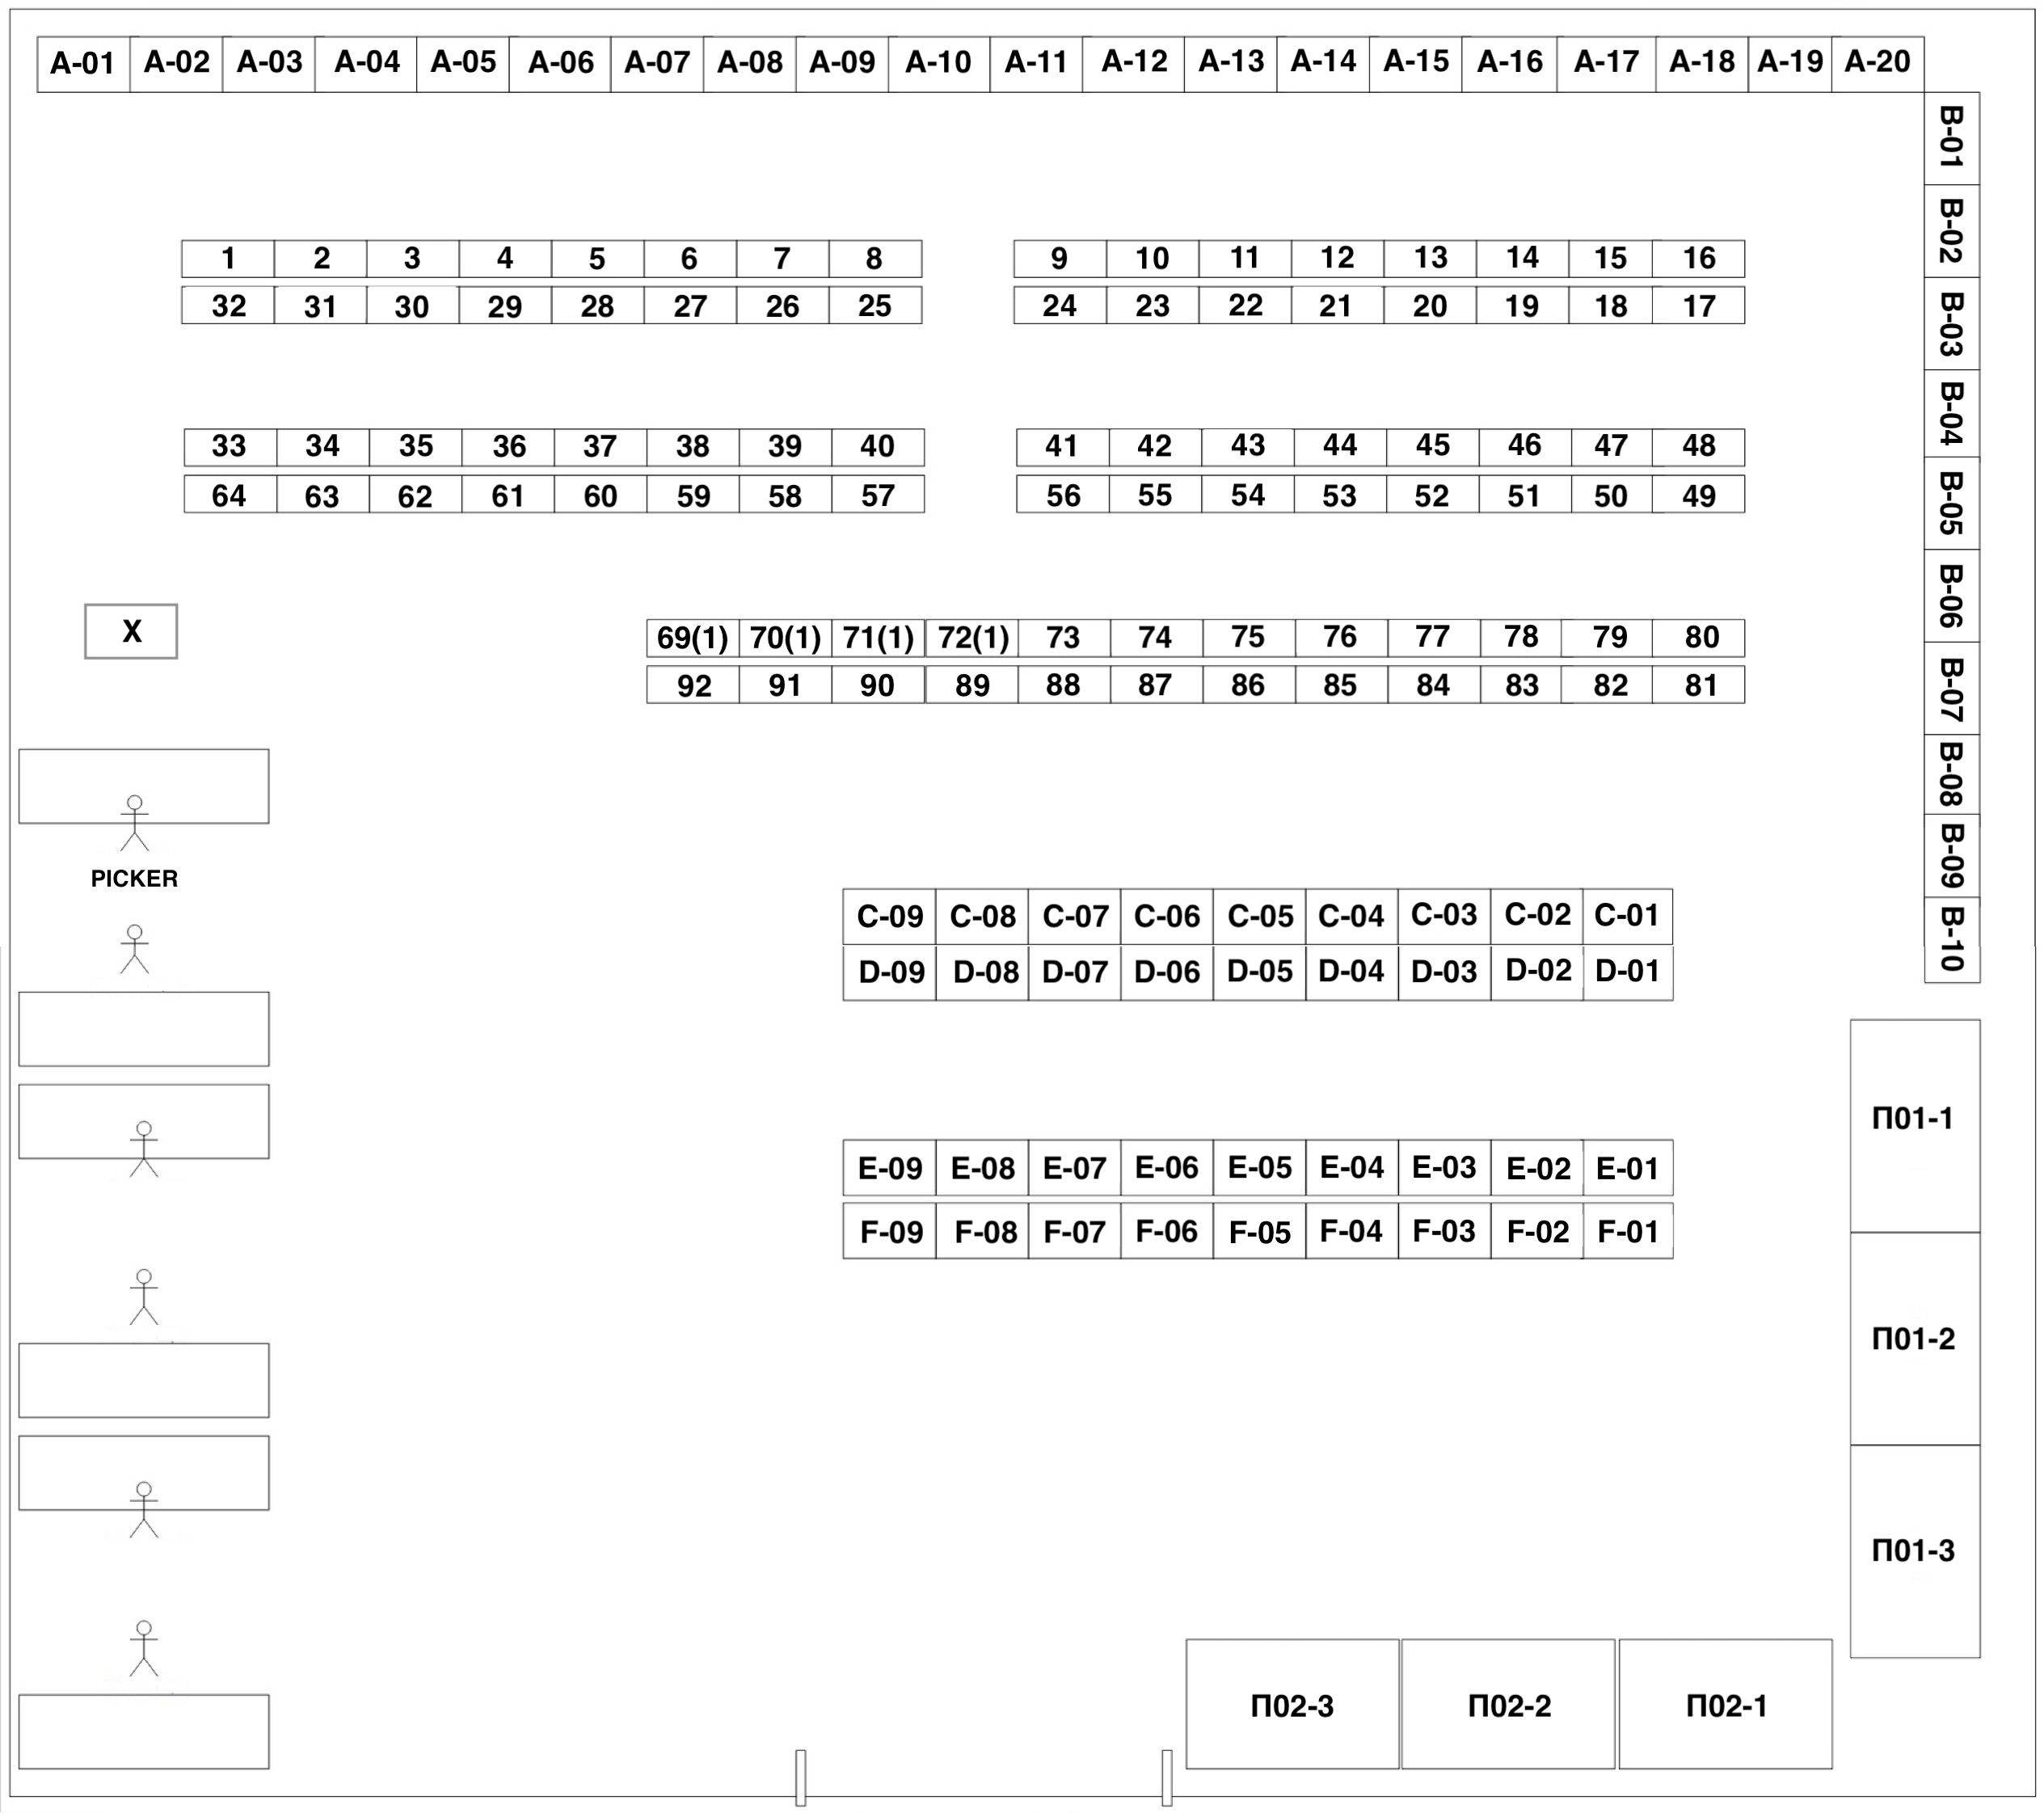 A-01 A-02 A-03 A-04 A-05 A-06 A-07 A-08 A-09 A-10 A-11 A-12 A-13 A-14 A-15 A-16 A-17 A-18 A-19 A-20
B-01
B-02
B-03
B-04
B-05
B-06
B-07
B-08
B-09
B-10
1 2 3 4 5 6 7 8 9 10 11 12 13 14 15 16
32 31 30 29 28 27 26 25 24 23 22 21 20 19 18 17
33 34 35 36 37 38 39 40 41 42 43 44 45 46 47 48
64 63 62 61 60 59 58 57 56 55 54 53 52 51 50 49
X
69(1) 70(1) 71(1) 72(1) 73 74 75 76 77 78 79 80
92 91 90 89 88 87 86 85 84 83 82 81
PICKER
C-09 C-08 C-07 C-06 C-05 C-04 C-03 C-02 C-01
D-09 D-08 D-07 D-06 D-05 D-04 D-03 D-02 D-01
E-09 E-08 E-07 E-06 E-05 E-04 E-03 E-02 E-01
F-09 F-08 F-07 F-06 F-05 F-04 F-03 F-02 F-01
П01-1
П01-2
П01-3
П02-3 П02-2 П02-1